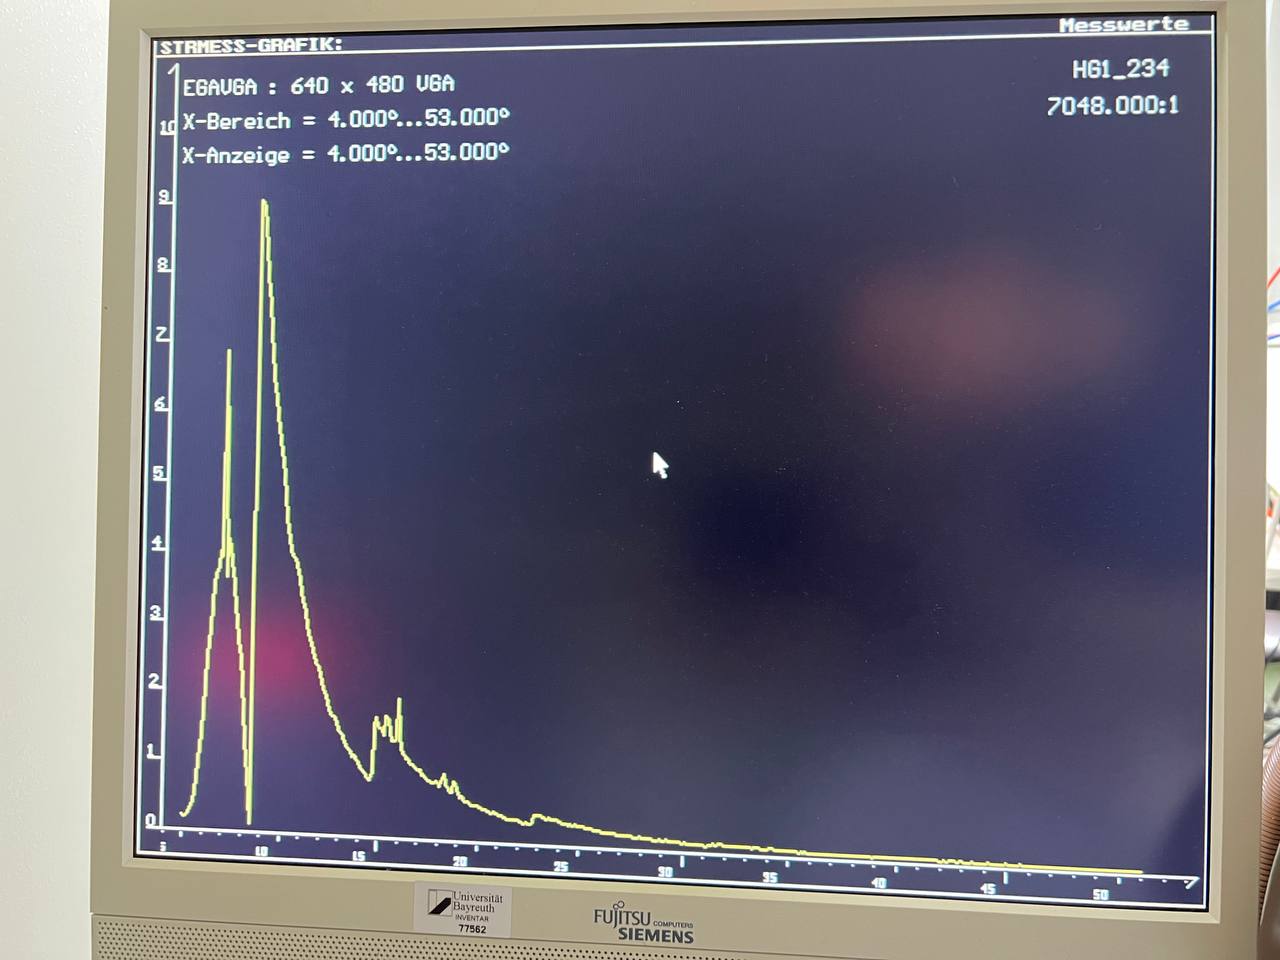 STRMESS-GRAFIK:
Messwerte
EGAVGA : 640 x 480 VGA
X-Bereich = 4.000°...53.000°
X-Anzeige = 4.000°...53.000°
HG1_234
7048.000:1
10
9
8
7
6
5
4
3
2
1
0
5 10 15 20 25 30 35 40 45 50
Universität
Bayreuth
INVENTAR
77562
FUJITSU COMPUTERS
SIEMENS